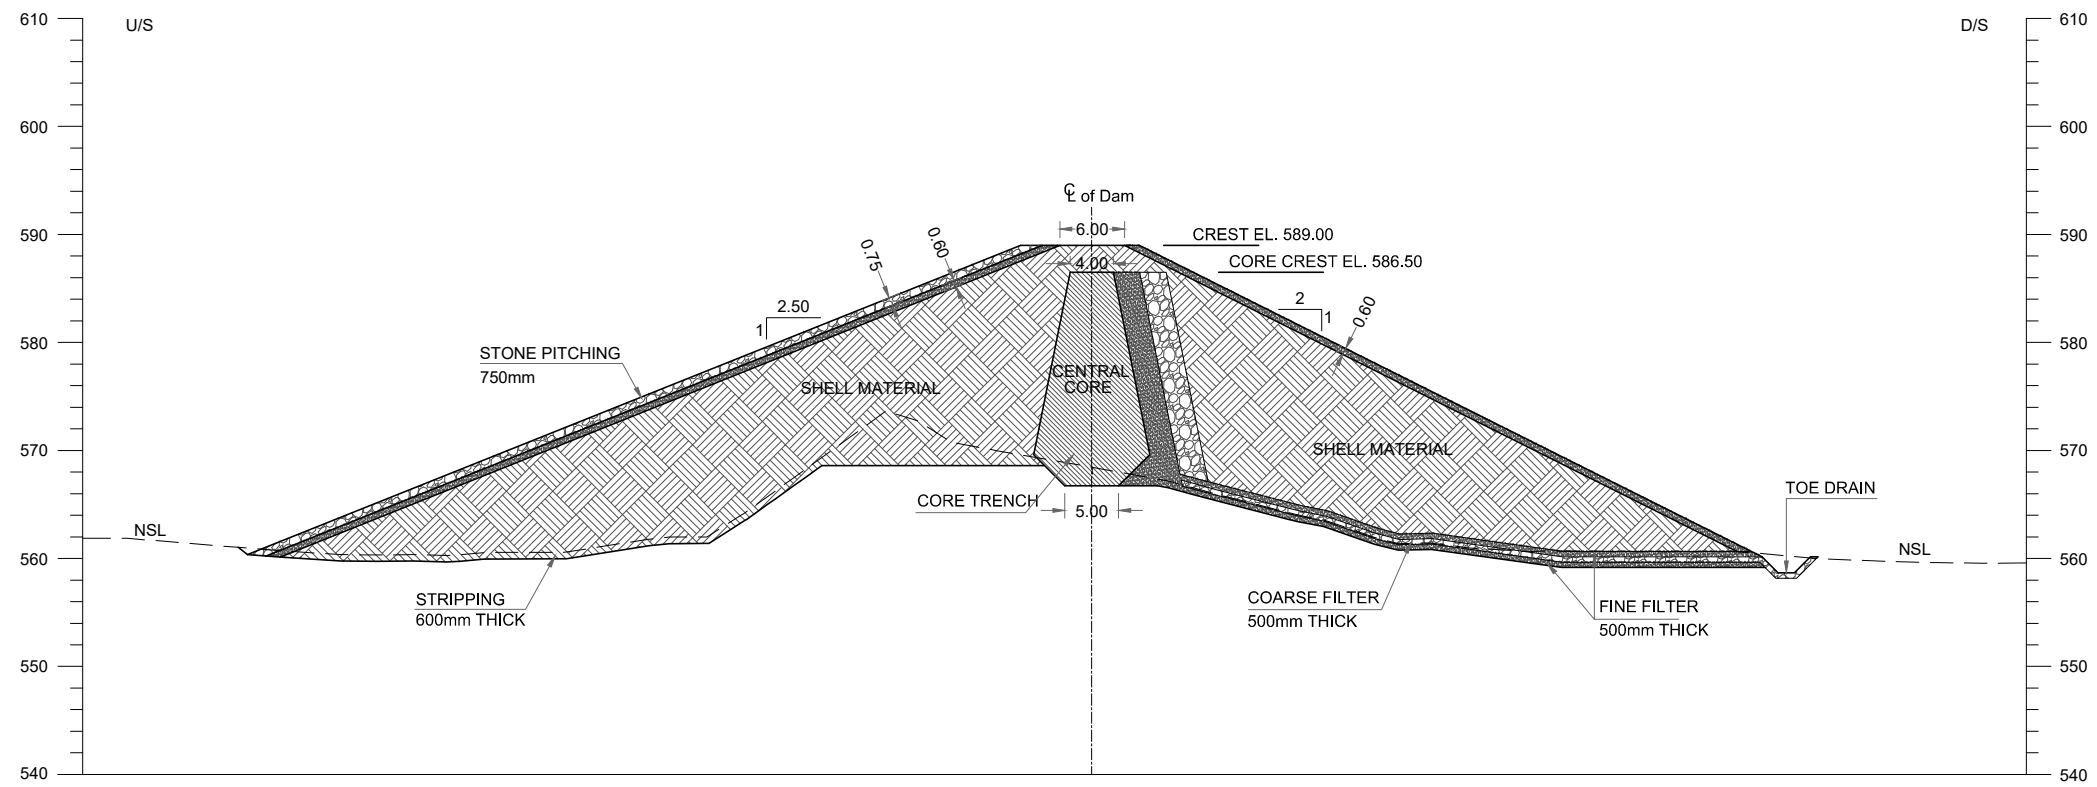 610
U/S
D/S
610
600
600
℄ of Dam
590
6.00
CREST EL. 589.00
590
0.75
0.60
4.00
CORE CREST EL. 586.50
2.50
1
2
1
0.60
580
580
STONE PITCHING
750mm
SHELL MATERIAL
CENTRAL
CORE
570
SHELL MATERIAL
570
CORE TRENCH
5.00
TOE DRAIN
NSL
NSL
560
560
STRIPPING
600mm THICK
COARSE FILTER
500mm THICK
FINE FILTER
500mm THICK
550
550
540
540